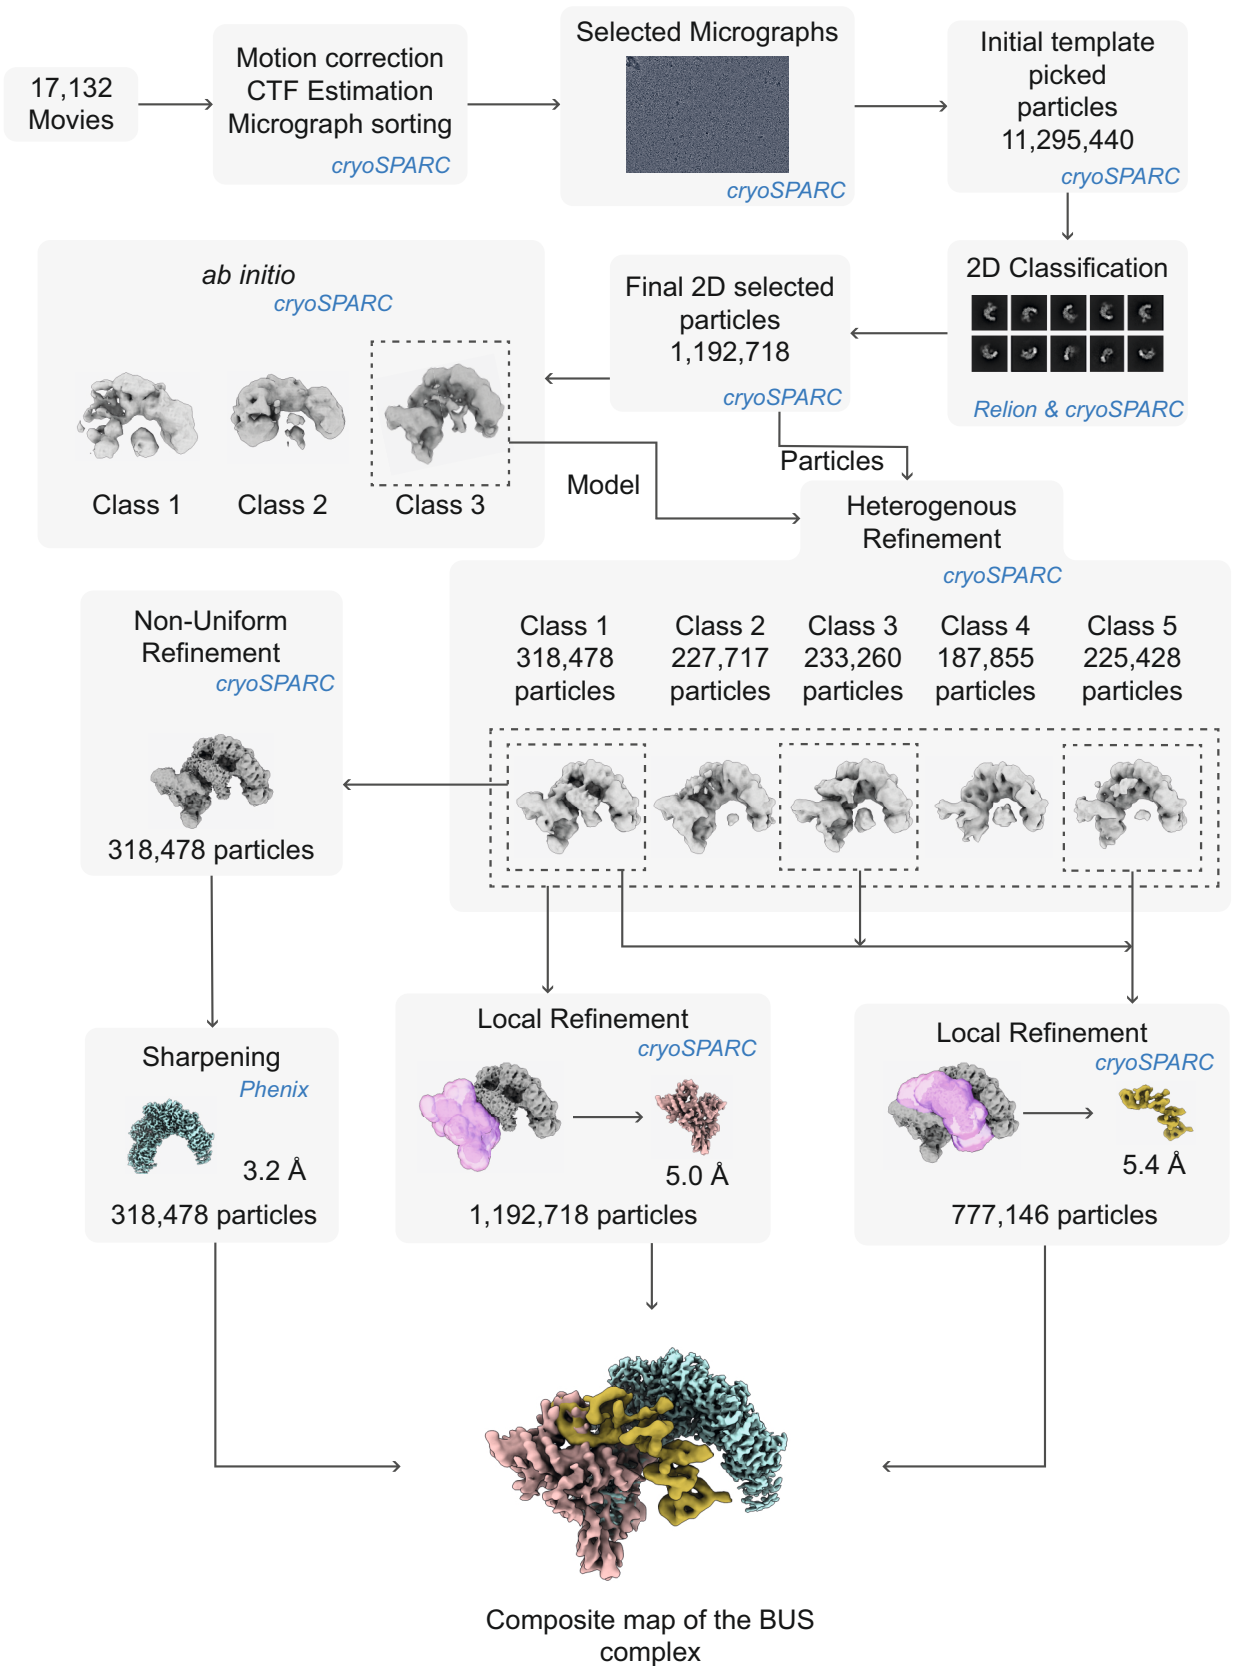 17,132
Movies
Motion correction
CTF Estimation
Micrograph sorting
cryoSPARC
Selected Micrographs
cryoSPARC
Initial template
picked
particles
11,295,440
cryoSPARC
2D Classification
Relion & cryoSPARC
Final 2D selected
particles
1,192,718
cryoSPARC
ab initio
cryoSPARC
Class 1
Class 2
Class 3
Model
Particles
Heterogenous
Refinement
cryoSPARC
Class 1
318,478
particles
Class 2
227,717
particles
Class 3
233,260
particles
Class 4
187,855
particles
Class 5
225,428
particles
Non-Uniform
Refinement
cryoSPARC
318,478 particles
Sharpening
Phenix
3.2 Å
318,478 particles
Local Refinement
cryoSPARC
5.0 Å
1,192,718 particles
Local Refinement
cryoSPARC
5.4 Å
777,146 particles
Composite map of the BUS
complex